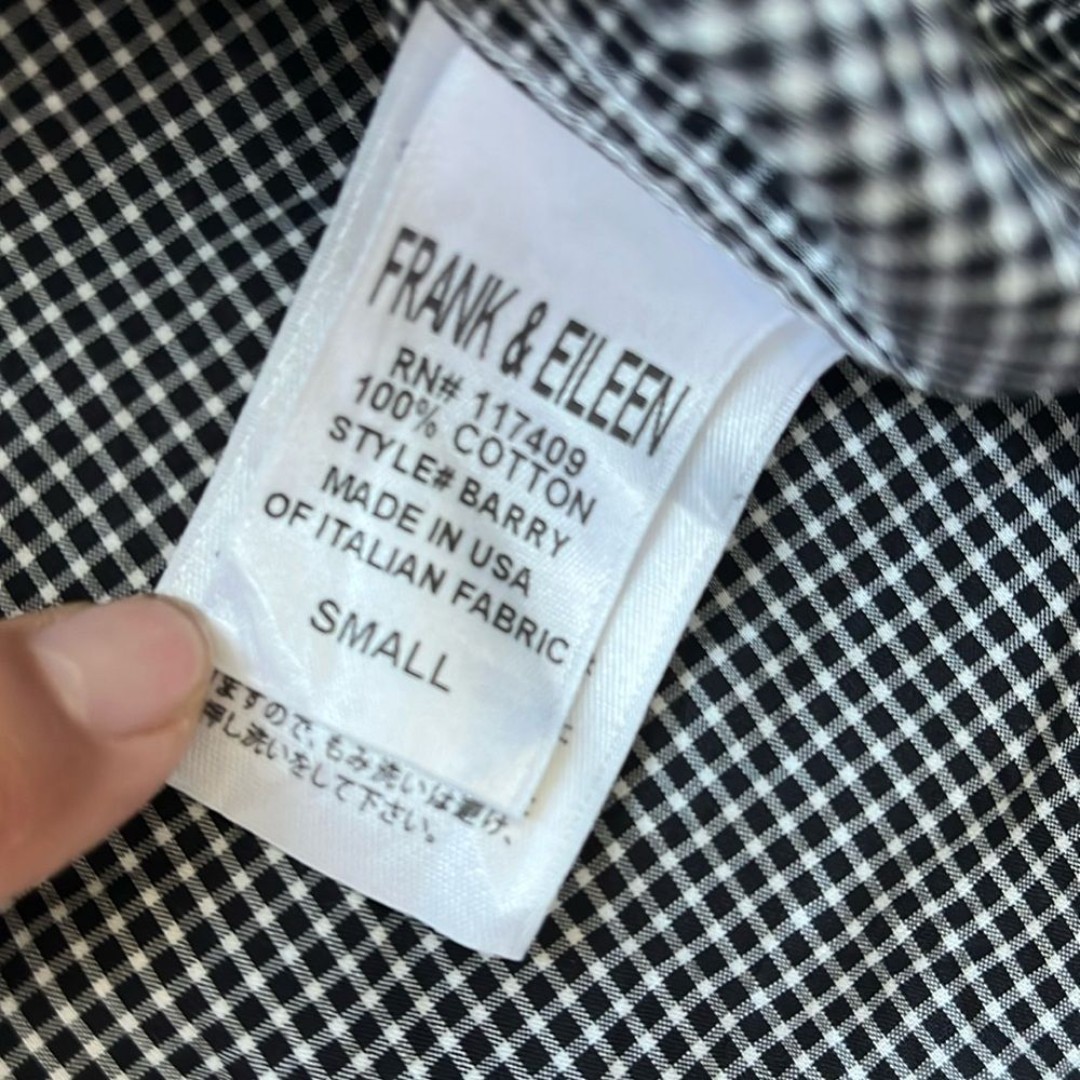 FRANK & EILEEN
RN# 117409
100% COTTON
STYLE# BARRY
MADE IN USA
OF ITALIAN FABRIC
SMALL
ますので、もみ洗いは避け、
押し洗いをして下さい。